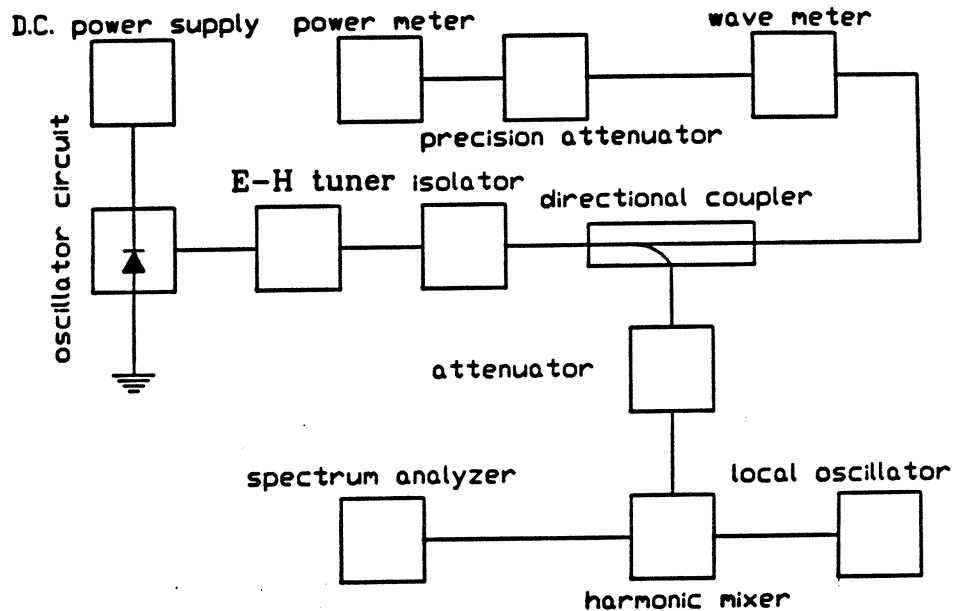 D.C. power supply
power meter
wave meter
precision attenuator
oscillator circuit
E-H tuner
isolator
directional coupler
attenuator
spectrum analyzer
local oscillator
harmonic mixer